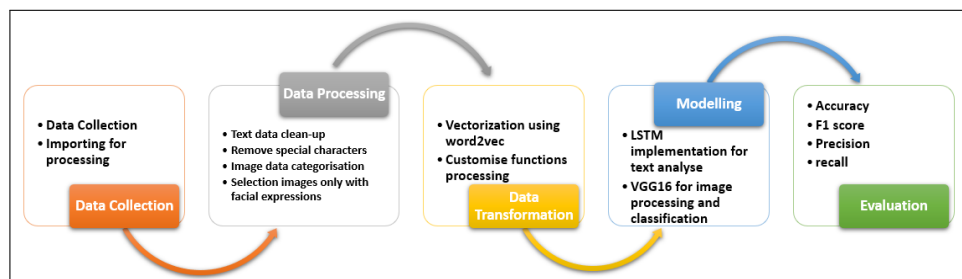 • Data Collection
• Importing for
processing
Data Collection
Data Processing
• Text data clean-up
• Remove special characters
• Image data categorisation
• Selection images only with
facial expressions
• Vectorization using
word2vec
• Customise functions
processing
Data
Transformation
Modelling
• LSTM
implementation for
text analyse
• VGG16 for image
processing and
classification
• Accuracy
• F1 score
• Precision
• recall
Evaluation